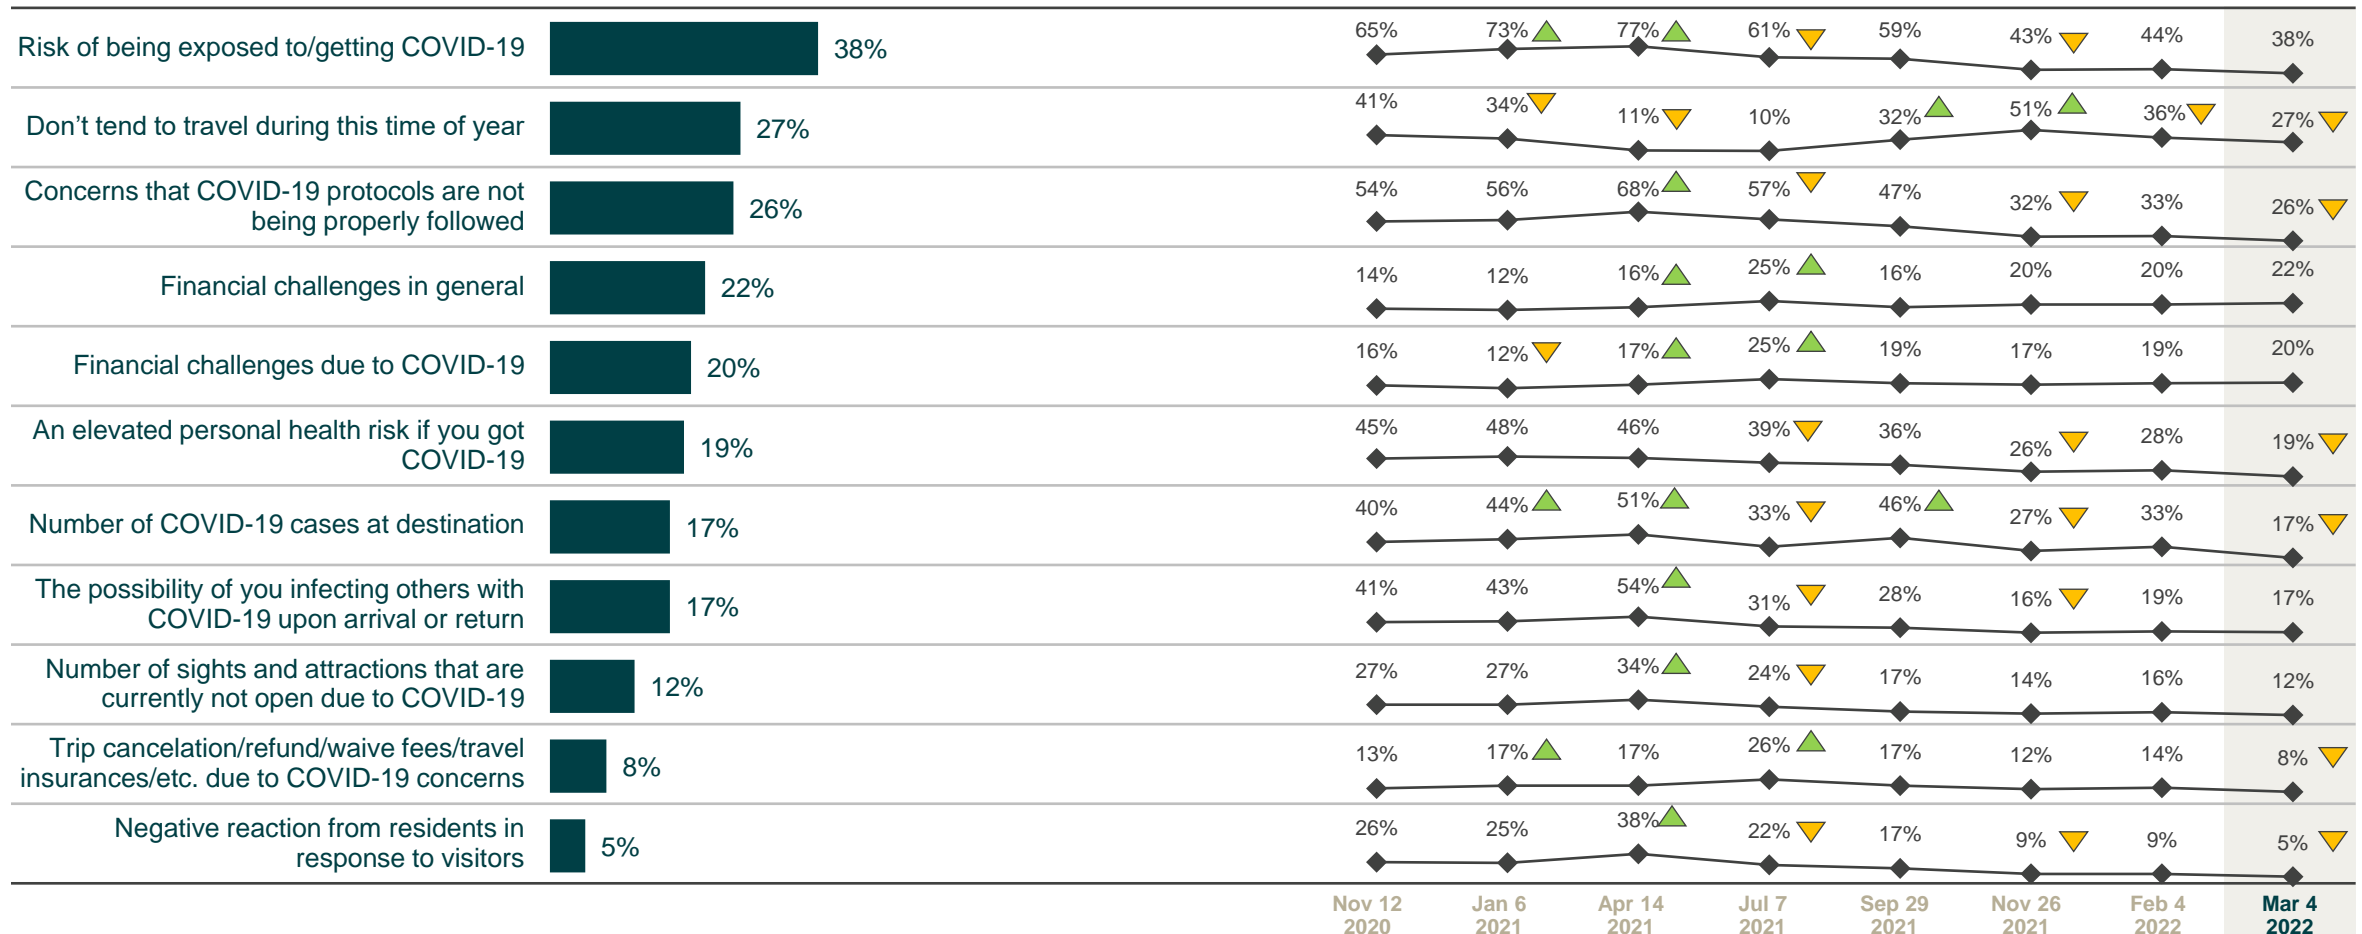 Risk of being exposed to/getting COVID-19 38% 65% 73% 77% 61% 59% 43% 44% 38%
Don't tend to travel during this time of year 27% 41% 34% 11% 10% 32% 51% 36% 27%
Concerns that COVID-19 protocols are not
being properly followed 26% 54% 56% 68% 57% 47% 32% 33% 26%
Financial challenges in general 22% 14% 12% 16% 25% 16% 20% 20% 22%
Financial challenges due to COVID-19 20% 16% 12% 17% 25% 19% 17% 19% 20%
An elevated personal health risk if you got
COVID-19 19% 45% 48% 46% 39% 36% 26% 28% 19%
Number of COVID-19 cases at destination 17% 40% 44% 51% 33% 46% 27% 33% 17%
The possibility of you infecting others with
COVID-19 upon arrival or return 17% 41% 43% 54% 31% 28% 16% 19% 17%
Number of sights and attractions that are
currently not open due to COVID-19 12% 27% 27% 34% 24% 17% 14% 16% 12%
Trip cancelation/refund/waive fees/travel
insurances/etc. due to COVID-19 concerns 8% 13% 17% 17% 26% 17% 12% 14% 8%
Negative reaction from residents in
response to visitors 5% 26% 25% 38% 22% 17% 9% 9% 5%
Nov 12 Jan 6 Apr 14 Jul 7 Sep 29 Nov 26 Feb 4 Mar 4
2020 2021 2021 2021 2021 2021 2022 2022